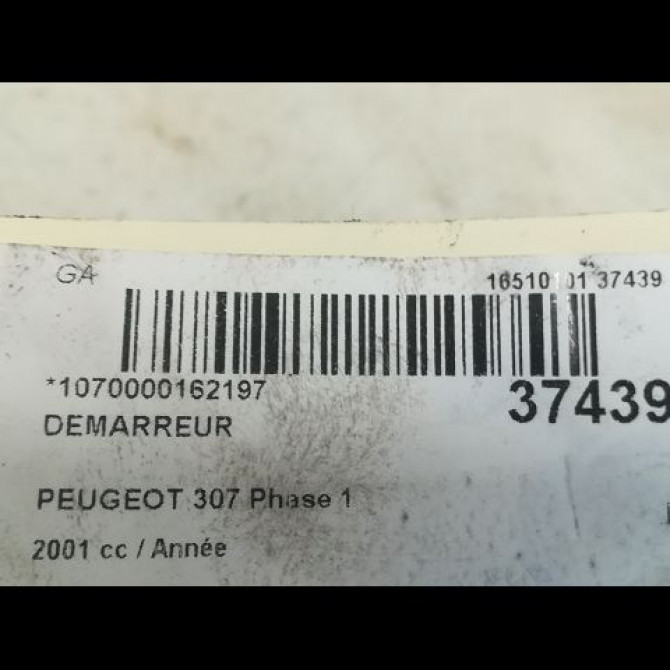 GA
16510101 37439
*1070000162197
37439
DEMARREUR
PEUGEOT 307 Phase 1
2001 cc / Année